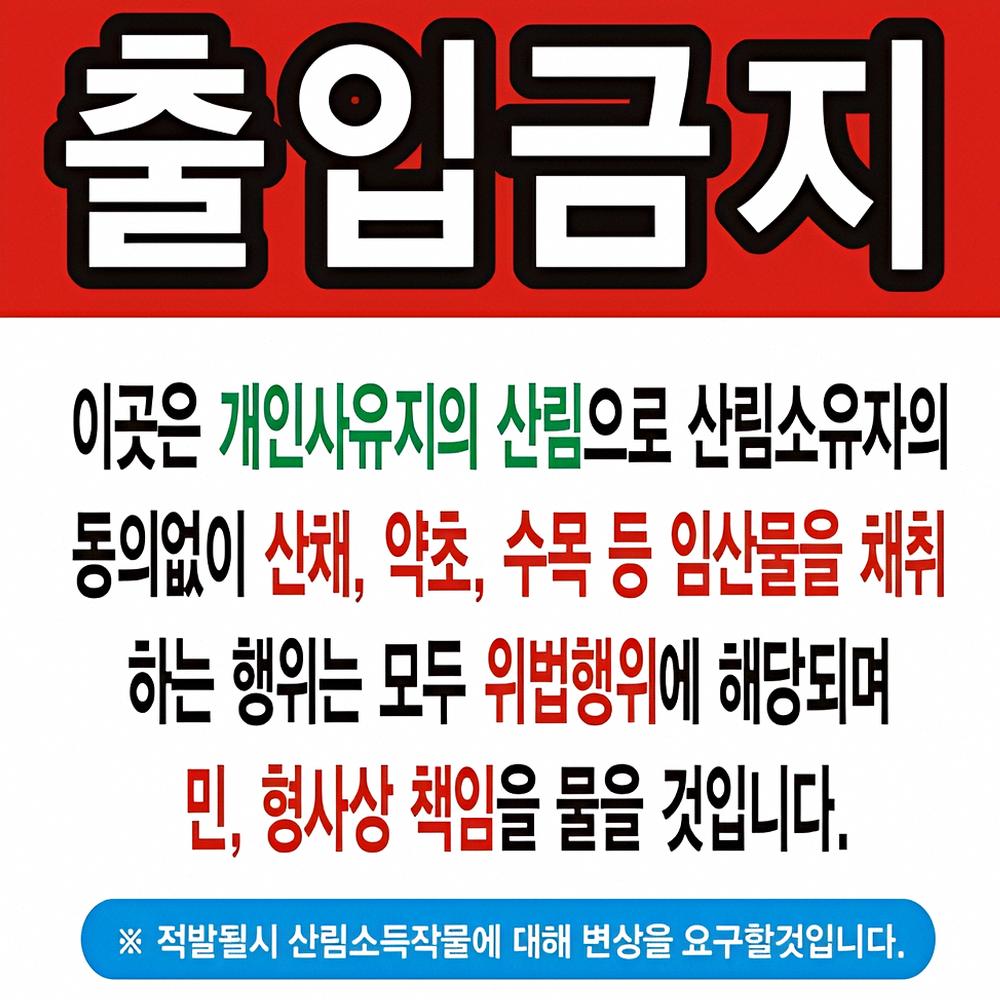 출입금지
이곳은 개인사유지의 산림으로 산림소유자의
동의없이 산채, 약초, 수목 등 임산물을 채취
하는 행위는 모두 위법행위에 해당되며
민, 형사상 책임을 물을 것입니다.
※ 적발될시 산림소득작물에 대해 변상을 요구할것입니다.